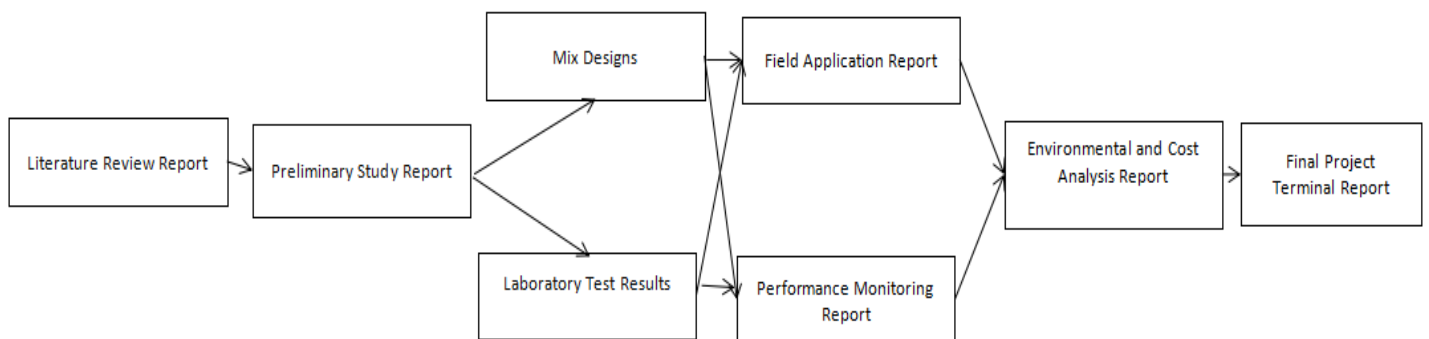 Literature Review Report
Preliminary Study Report
Mix Designs
Laboratory Test Results
Field Application Report
Performance Monitoring
Report
Environmental and Cost
Analysis Report
Final Project
Terminal Report